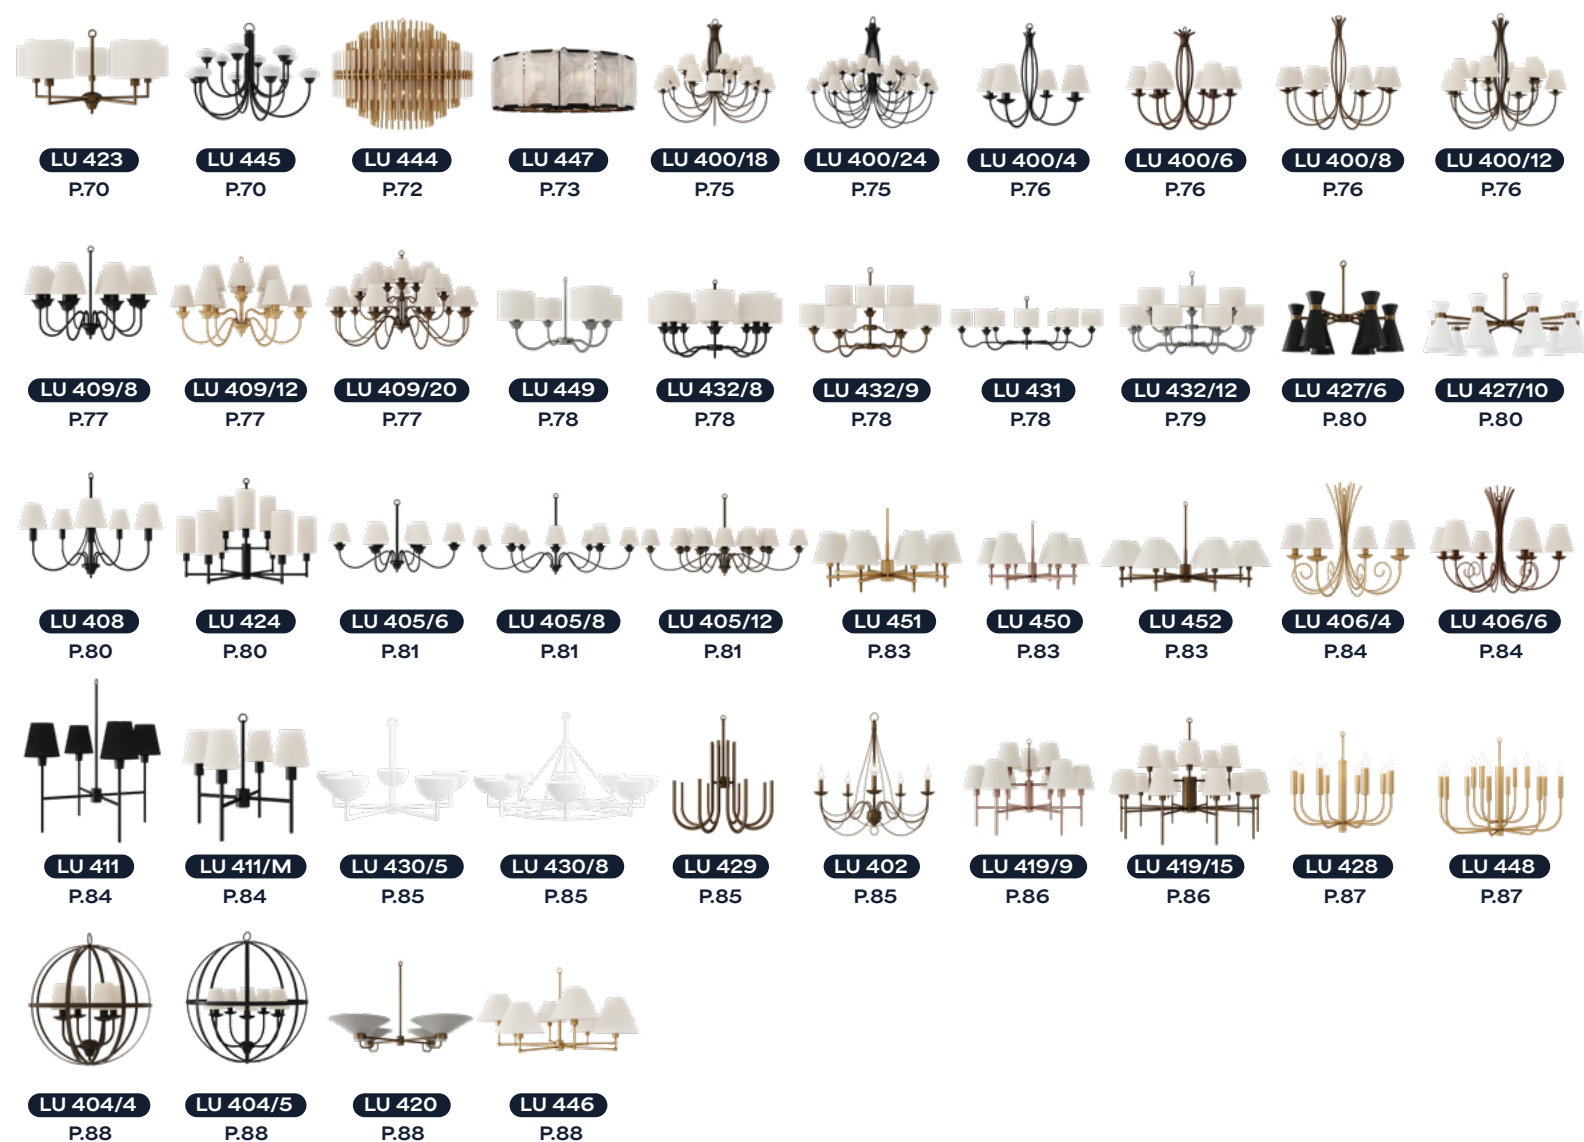 LU 423 LU 445 LU 444 LU 447 LU 400/18 LU 400/24 LU 400/4 LU 400/6 LU 400/8 LU 400/12
P.70 P.70 P.72 P.73 P.75 P.75 P.76 P.76 P.76 P.76
LU 409/8 LU 409/12 LU 409/20 LU 449 LU 432/8 LU 432/9 LU 431 LU 432/12 LU 427/6 LU 427/10
P.77 P.77 P.77 P.78 P.78 P.78 P.78 P.79 P.80 P.80
LU 408 LU 424 LU 405/6 LU 405/8 LU 405/12 LU 451 LU 450 LU 452 LU 406/4 LU 406/6
P.80 P.80 P.81 P.81 P.81 P.83 P.83 P.83 P.84 P.84
LU 411 LU 411/M LU 430/5 LU 430/8 LU 429 LU 402 LU 419/9 LU 419/15 LU 428 LU 448
P.84 P.84 P.85 P.85 P.85 P.85 P.86 P.86 P.87 P.87
LU 404/4 LU 404/5 LU 420 LU 446
P.88 P.88 P.88 P.88